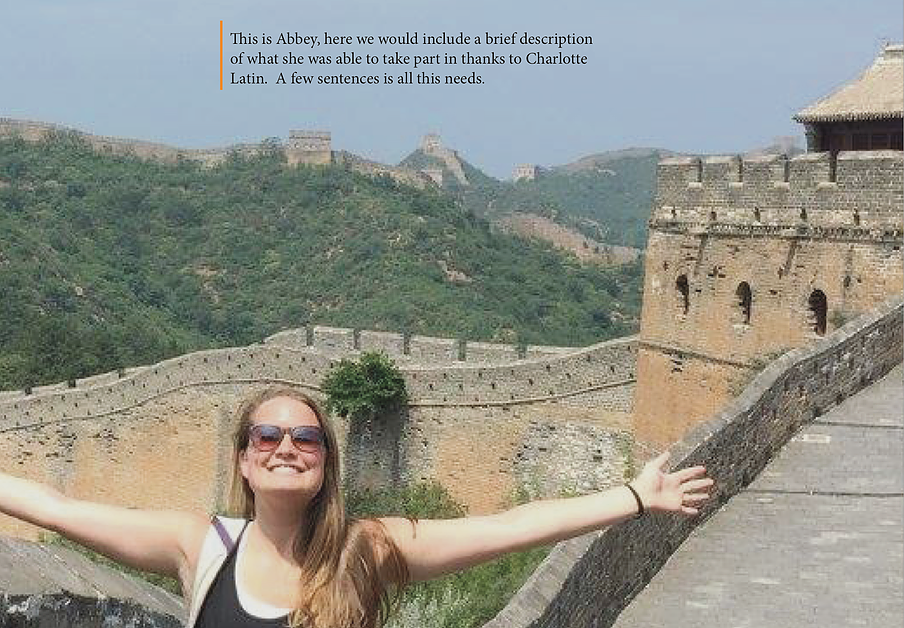 This is Abbey, here we would include a brief description
of what she was able to take part in thanks to Charlotte
Latin.  A few sentences is all this needs.